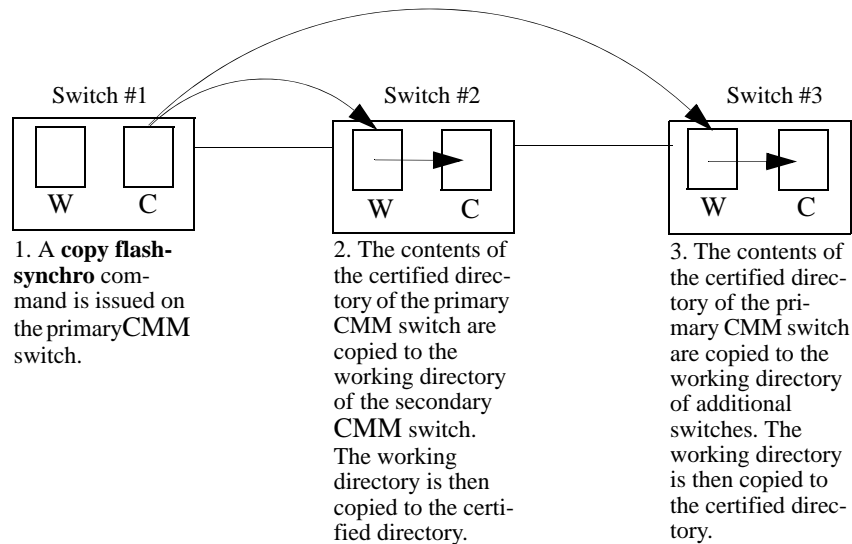 Switch #1
Switch #2
Switch #3
W
C
W
C
W
C
1. A copy flash-
synchro com-
mand is issued on
the primaryCMM
switch.
2. The contents of
the certified direc-
tory of the primary
CMM switch are
copied to the
working directory
of the secondary
CMM switch.
The working
directory is then
copied to the certi-
fied directory.
3. The contents of
the certified direc-
tory of the pri-
mary CMM switch
are copied to the
working directory
of additional
switches. The
working directory
is then copied to
the certified direc-
tory.